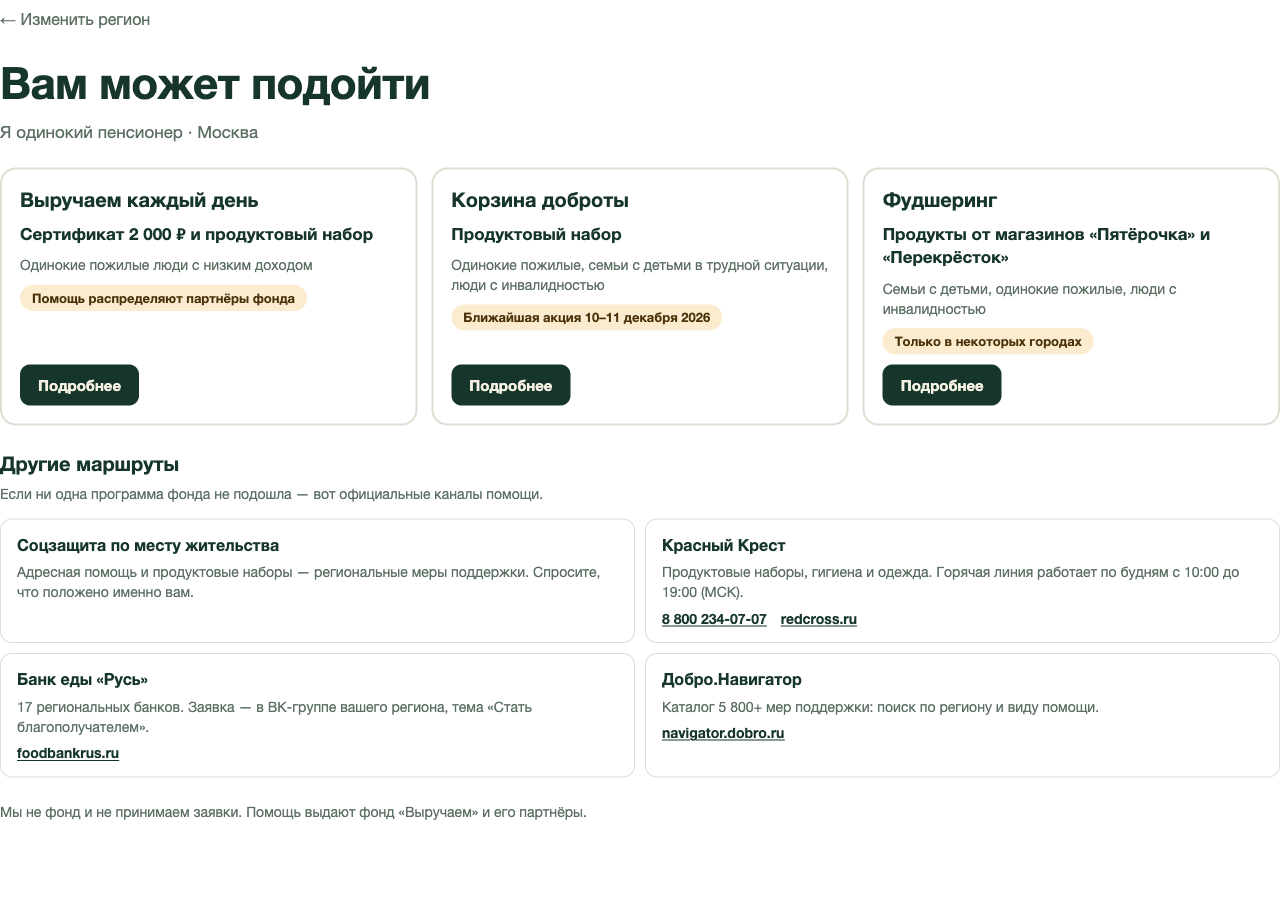 ← Изменить регион
Вам может подойти
Я одинокий пенсионер · Москва
Выручаем каждый день
Сертификат 2 000 ₽ и продуктовый набор
Одинокие пожилые люди с низким доходом
Помощь распределяют партнёры фонда
Подробнее
Корзина доброты
Продуктовый набор
Одинокие пожилые, семьи с детьми в трудной ситуации,
люди с инвалидностью
Ближайшая акция 10–11 декабря 2026
Подробнее
Фудшеринг
Продукты от магазинов «Пятёрочка» и
«Перекрёсток»
Семьи с детьми, одинокие пожилые, люди с
инвалидностью
Только в некоторых городах
Подробнее
Другие маршруты
Если ни одна программа фонда не подошла — вот официальные каналы помощи.
Соцзащита по месту жительства
Адресная помощь и продуктовые наборы — региональные меры поддержки. Спросите,
что положено именно вам.
Красный Крест
Продуктовые наборы, гигиена и одежда. Горячая линия работает по будням с 10:00 до
19:00 (МСК).
8 800 234-07-07 redcross.ru
Банк еды «Русь»
17 региональных банков. Заявка — в ВК-группе вашего региона, тема «Стать
благополучателем».
foodbankrus.ru
Добро.Навигатор
Каталог 5 800+ мер поддержки: поиск по региону и виду помощи.
navigator.dobro.ru
Мы не фонд и не принимаем заявки. Помощь выдают фонд «Выручаем» и его партнёры.